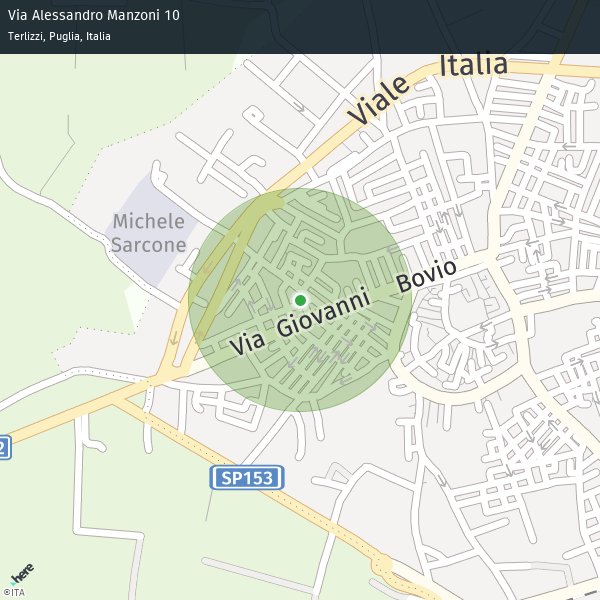 Via Alessandro Manzoni 10
Terlizzi, Puglia, Italia
Viale Italia
Michele
Sarcone
Via Giovanni Bovio
SP153
2
here
©ITA